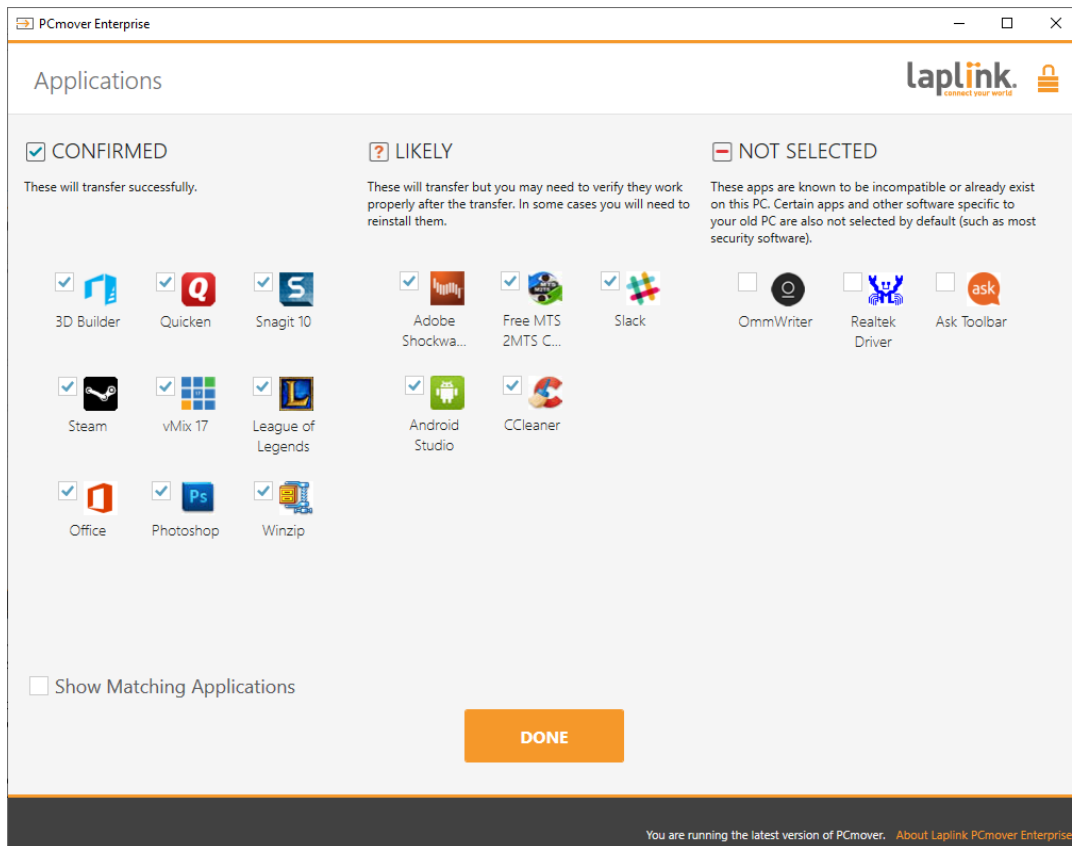 PCmover Enterprise
Applications
laplink.
connect your world
CONFIRMED
These will transfer successfully.
3D Builder
Quicken
Snagit 10
Steam
vMix 17
League of
Legends
Office
Ps
Photoshop
Winzip
LIKELY
These will transfer but you may need to verify they work
properly after the transfer. In some cases you will need to
reinstall them.
Adobe
Shockwa...
MTS
M2TS
Free MTS
2MTS C...
Slack
Android
Studio
CCleaner
NOT SELECTED
These apps are known to be incompatible or already exist
on this PC. Certain apps and other software specific to
your old PC are also not selected by default (such as most
security software).
OmmWriter
Realtek
Driver
ask
Ask Toolbar
Show Matching Applications
DONE
You are running the latest version of PCmover. About Laplink PCmover Enterprise